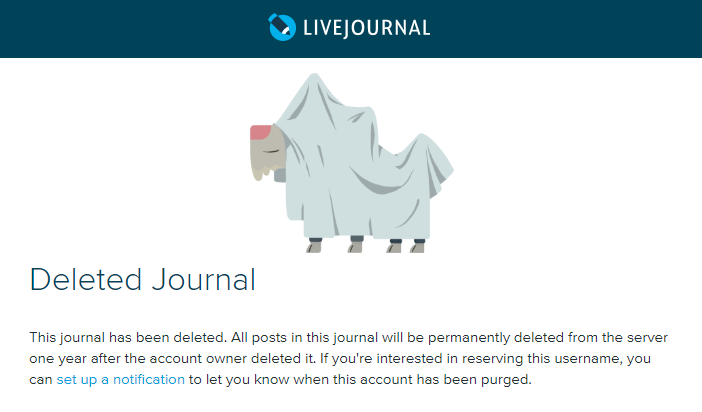 LIVEJOURNAL
Deleted Journal
This journal has been deleted. All posts in this journal will be permanently deleted from the server
one year after the account owner deleted it. If you're interested in reserving this username, you
can set up a notification to let you know when this account has been purged.